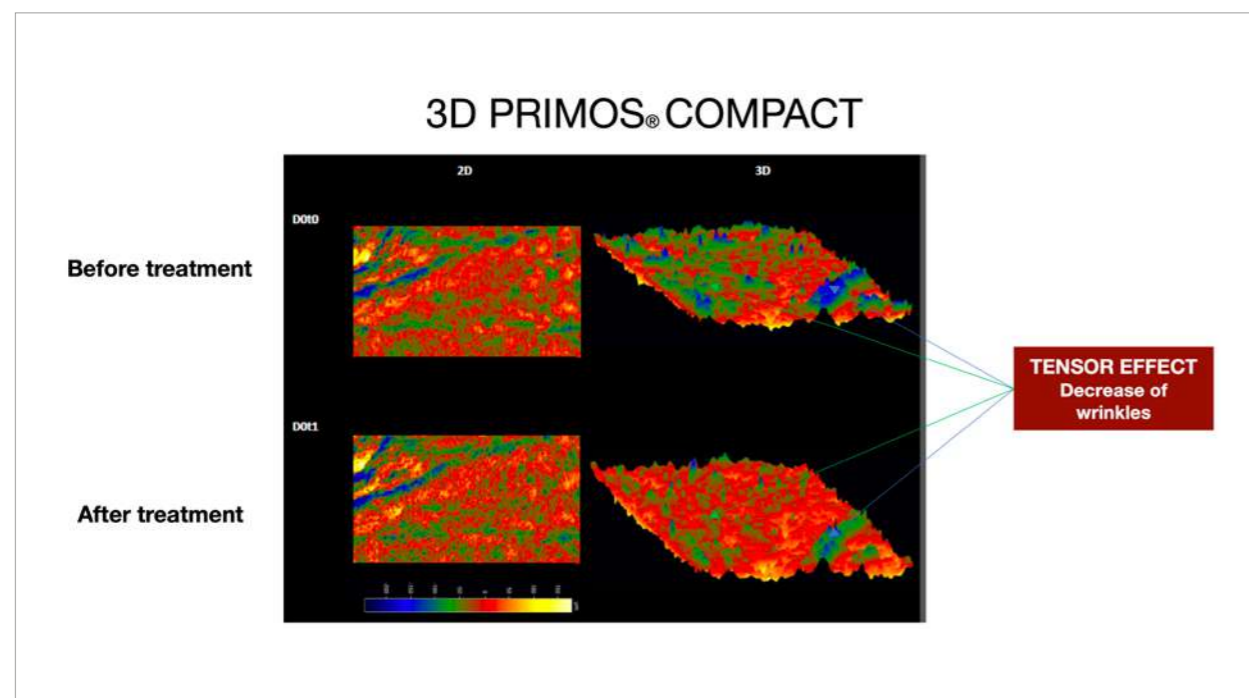 3D PRIMOS® COMPACT
2D
3D
D0t0
Before treatment
TENSOR EFFECT
Decrease of
wrinkles
D0t1
After treatment